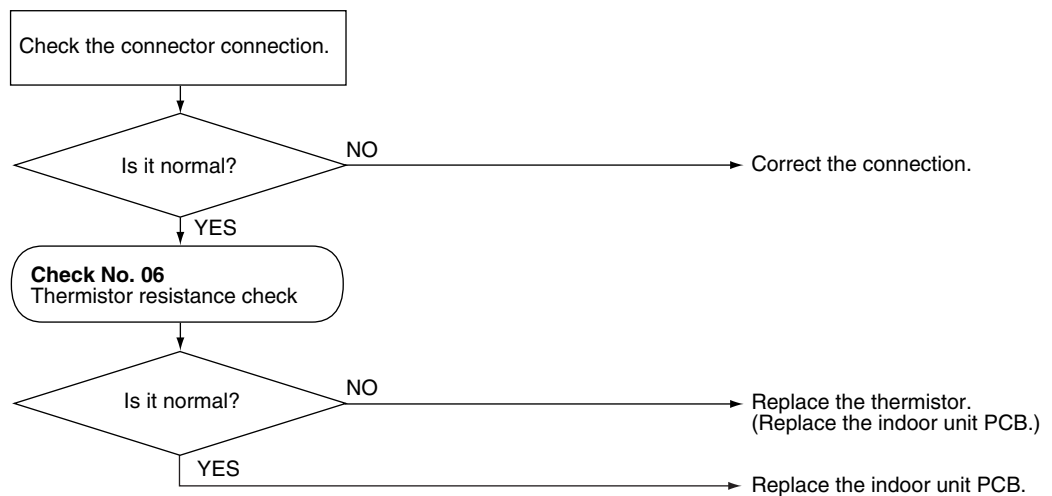 Check the connector connection.
Is it normal?
NO
Correct the connection.
YES
Check No. 06
Thermistor resistance check
Is it normal?
NO
Replace the thermistor.
(Replace the indoor unit PCB.)
YES
Replace the indoor unit PCB.